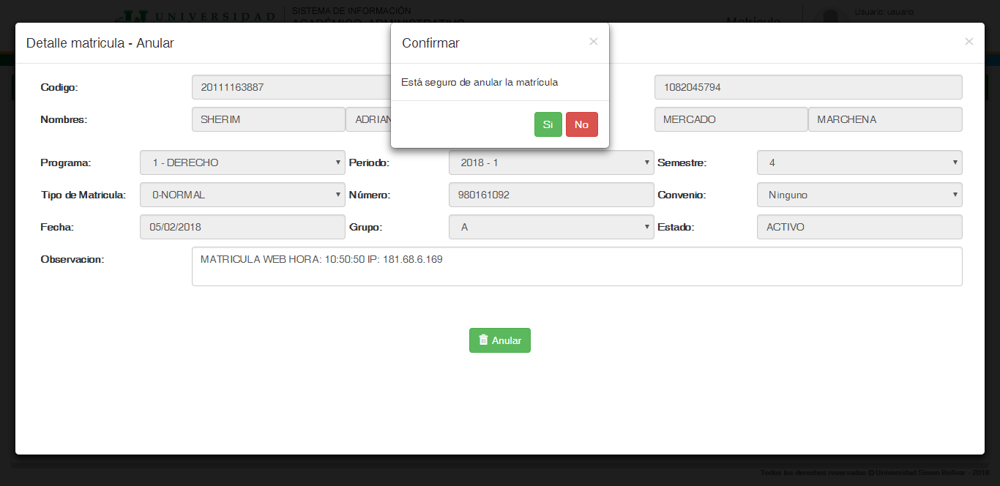 UNIVERSIDAD
SISTEMA DE INFORMACIÓN
ACADÉMICO-ADMINISTRATIVO
Matrícula
Usuario: usuario
Detalle matricula - Anular
×
Confirmar
×
Está seguro de anular la matrícula
Si No
Codigo: 20111163887 1082045794
Nombres: SHERIM ADRIAN MERCADO MARCHENA
Programa: 1 - DERECHO Periodo: 2018 - 1 Semestre: 4
Tipo de Matricula: 0-NORMAL Número: 980161092 Convenio: Ninguno
Fecha: 05/02/2018 Grupo: A Estado: ACTIVO
Observacion: MATRICULA WEB HORA: 10:50:50 IP: 181.68.6.169
Anular
Todos los derechos reservados © Universidad Simon Bolivar - 2018